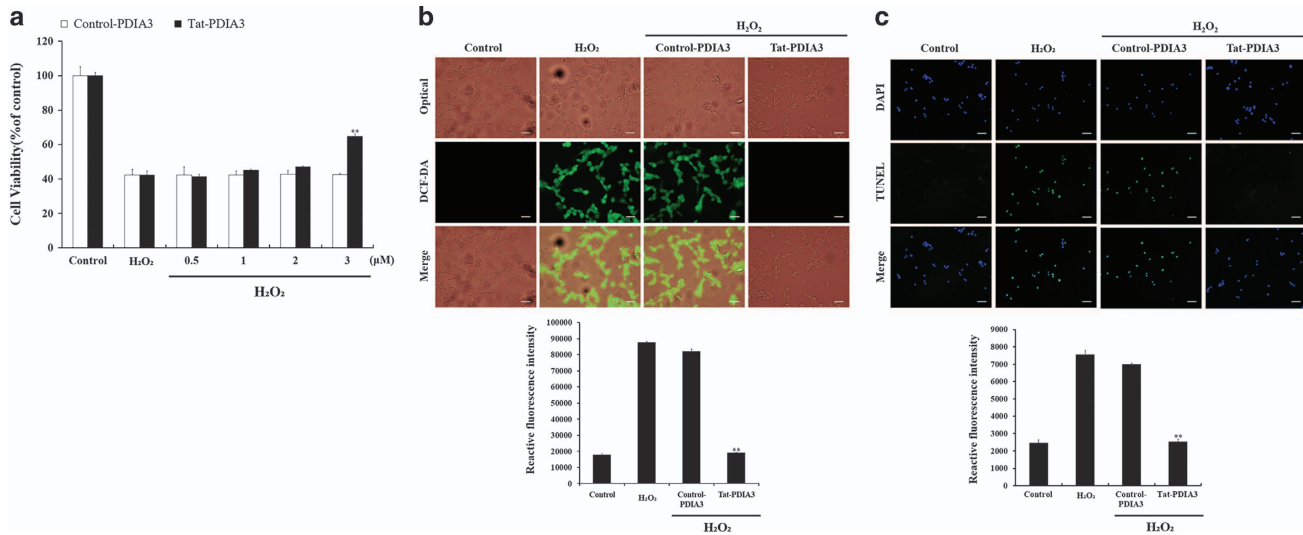 a
Control-PDIA3 Tat-PDIA3
Cell Viability(% of control)
120
100
80
60
40
20
0
**
Control H₂O₂ 0.5 1 2 3 (µM)
H₂O₂
b
H₂O₂
Control H₂O₂ Control-PDIA3 Tat-PDIA3
Optical
DCF-DA
Merge
Reactive fluorescence intensity
100000
90000
80000
70000
60000
50000
40000
30000
20000
10000
0
**
Control H₂O₂ Control-PDIA3 Tat-PDIA3
H₂O₂
c
H₂O₂
Control H₂O₂ Control-PDIA3 Tat-PDIA3
DAPI
TUNEL
Merge
Reactive fluorescence intensity
9000
8000
7000
6000
5000
4000
3000
2000
1000
0
**
Control H₂O₂ Control-PDIA3 Tat-PDIA3
H₂O₂